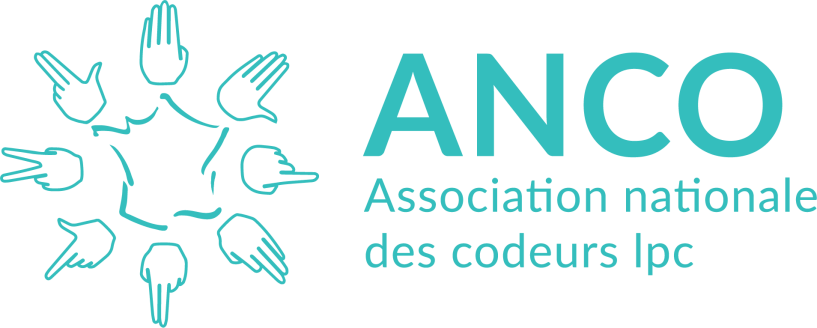 ANCO
Association nationale
des codeurs lpc